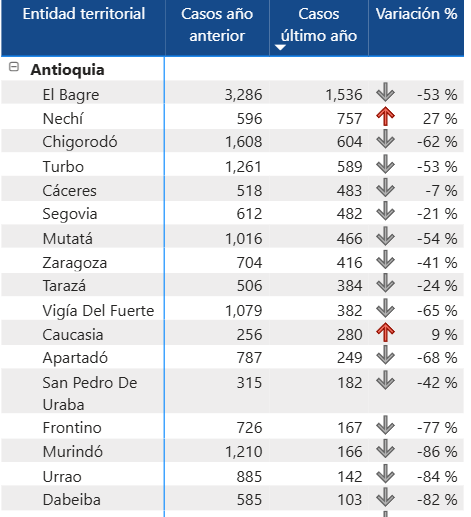 Entidad territorial Casos año anterior Casos último año Variación %
Antioquia
El Bagre 3,286 1,536 -53 %
Nechí 596 757 27 %
Chigorodó 1,608 604 -62 %
Turbo 1,261 589 -53 %
Cáceres 518 483 -7 %
Segovia 612 482 -21 %
Mutatá 1,016 466 -54 %
Zaragoza 704 416 -41 %
Tarazá 506 384 -24 %
Vigía Del Fuerte 1,079 382 -65 %
Caucasia 256 280 9 %
Apartadó 787 249 -68 %
San Pedro De Uraba 315 182 -42 %
Frontino 726 167 -77 %
Murindó 1,210 166 -86 %
Urrao 885 142 -84 %
Dabeiba 585 103 -82 %